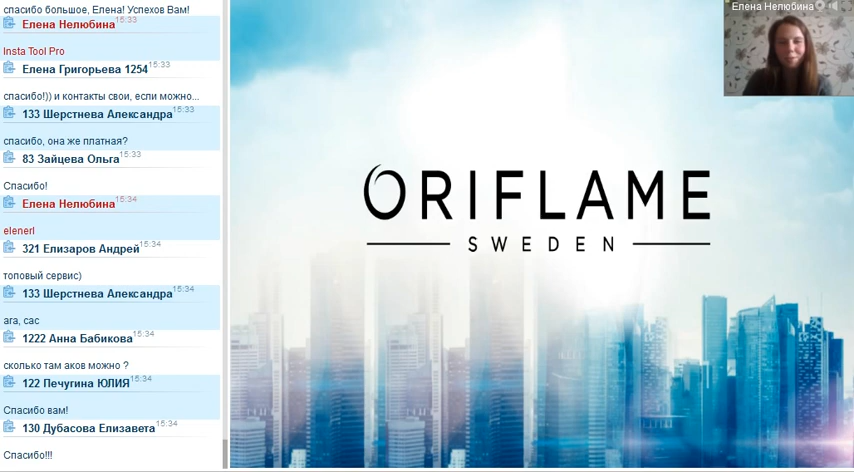 спасибо большое, Елена! Успехов Вам!
Елена Нелюбина 15:33
Insta Tool Pro
Елена Григорьева 1254 15:33
спасибо!)) и контакты свои, если можно...
133 Шерстнева Александра 15:33
спасибо, она же платная?
83 Зайцева Ольга 15:33
Спасибо!
Елена Нелюбина 15:34
elenerl
321 Елизаров Андрей 15:34
топовый сервис)
133 Шерстнева Александра 15:34
ага, сас
1222 Анна Бабикова 15:34
сколько там аков можно ?
122 Печугина ЮЛИЯ 15:34
Спасибо вам!
130 Дубасова Елизавета 15:34
Спасибо!!!
Елена Нелюбина
ORIFLAME
SWEDEN